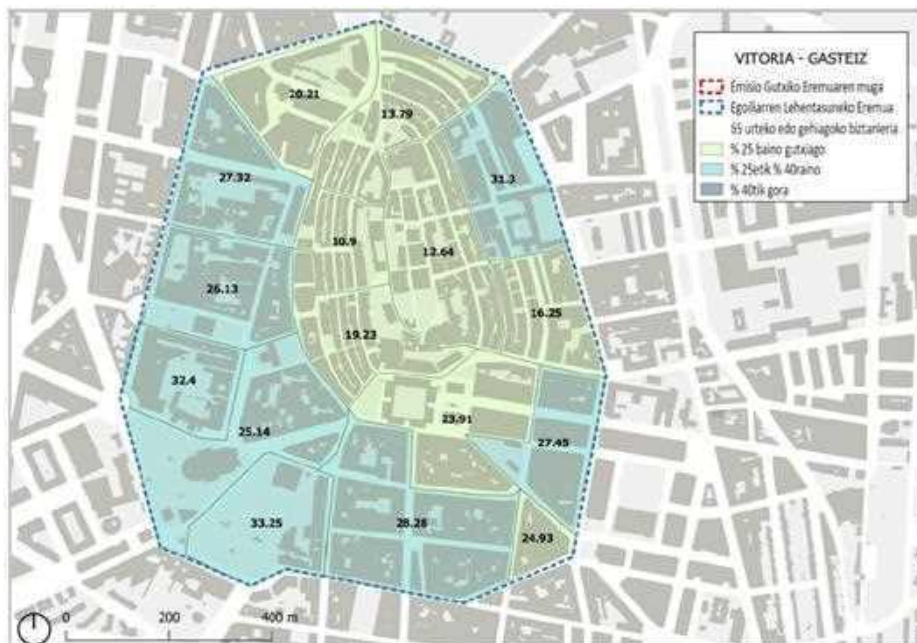 VITORIA - GASTEIZ
Emisio Gutxiko Eremuaren muga
Egoiliarren Lehentasuneko Eremua
65 urteko edo gehiagoko biztanleria
% 25 baino gutxiago
% 25etik % 40raino
% 40tik gora
20.21
13.79
27.32
31.3
30.9
12.64
26.13
16.25
19.23
32.4
23.91
25.14
27.45
33.25
28.28
24.93
0
200
400 m